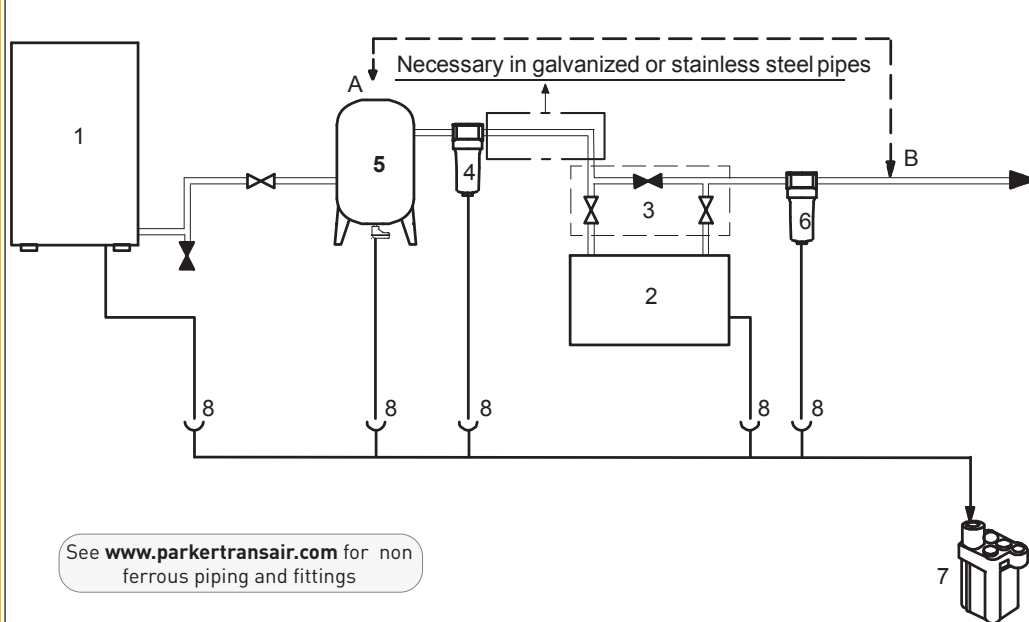 Necessary in galvanized or stainless steel pipes
A
1
5
4
B
3
6
2
8
8
8
8
8
7
See www.parkertransair.com for non
ferrous piping and fittings